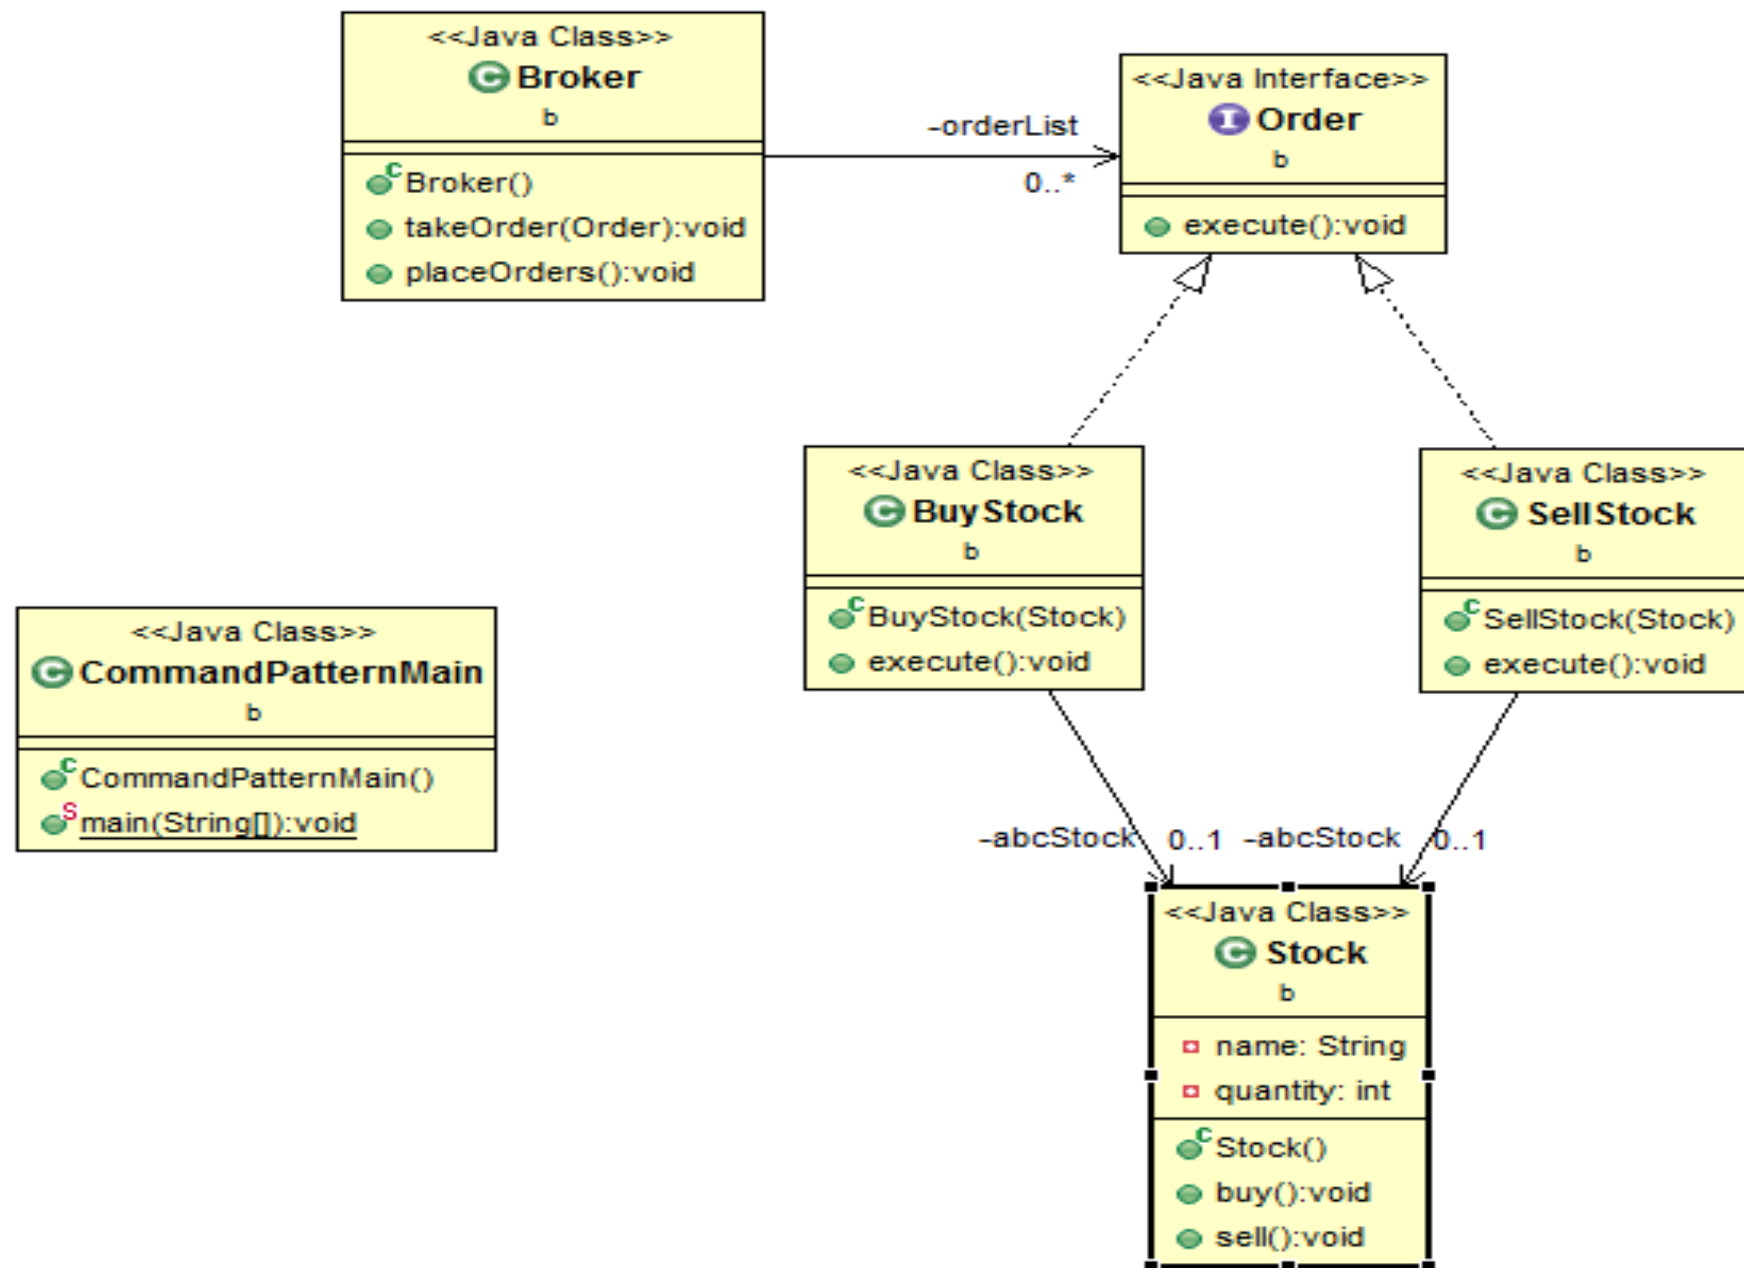 <<Java Class>>
C Broker
b
C Broker()
takeOrder(Order):void
placeOrders():void
-orderList
0..*
<<Java Interface>>
I Order
b
execute():void
<<Java Class>>
C BuyStock
b
C BuyStock(Stock)
execute():void
<<Java Class>>
C SellStock
b
C SellStock(Stock)
execute():void
<<Java Class>>
C CommandPatternMain
b
C CommandPatternMain()
S main(String[]):void
-abcStock 0..1
-abcStock 0..1
<<Java Class>>
C Stock
b
name: String
quantity: int
C Stock()
buy():void
sell():void